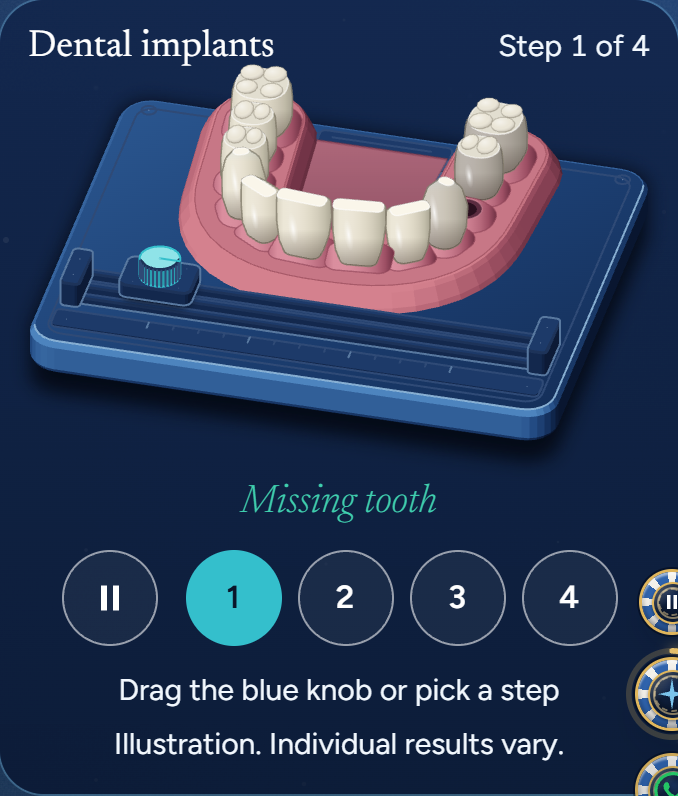 Dental implants
Step 1 of 4
Missing tooth
1 2 3 4
Drag the blue knob or pick a step
Illustration. Individual results vary.